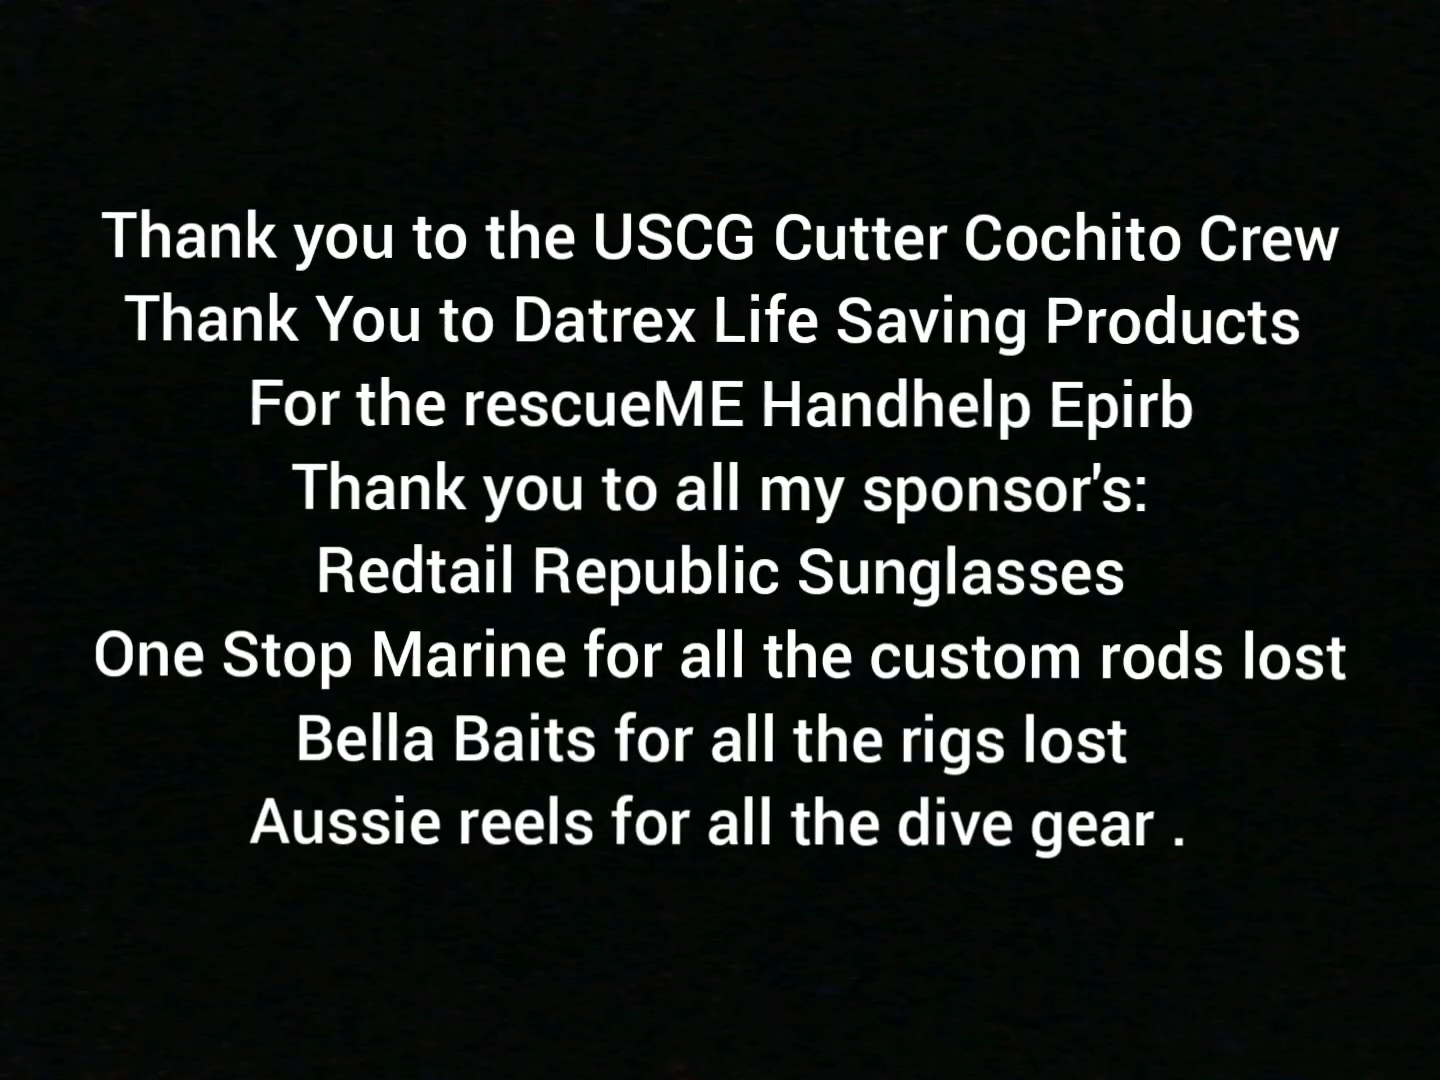 Thank you to the USCG Cutter Cochito Crew
Thank You to Datrex Life Saving Products
For the rescueME Handhelp Epirb
Thank you to all my sponsor's:
Redtail Republic Sunglasses
One Stop Marine for all the custom rods lost
Bella Baits for all the rigs lost
Aussie reels for all the dive gear .